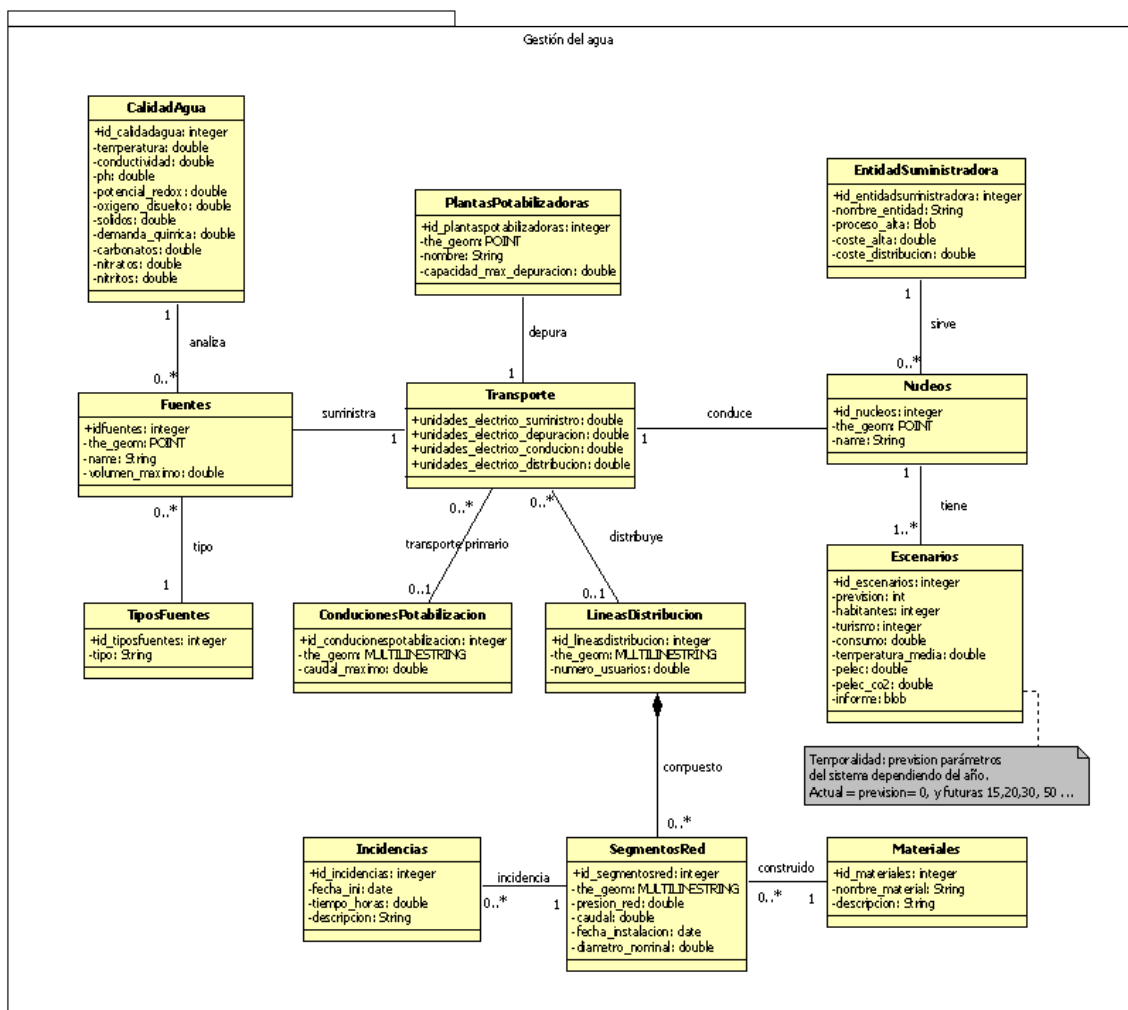 Gestión del agua
CalidadAgua
+id_calidadagua: integer
-temperatura: double
-conductividad: double
-ph: double
-potencial_redox: double
-oxigeno_disuelto: double
-solidos: double
-demanda_quimica: double
-carbonatos: double
-nitratos: double
-nitritos: double
1
analiza
0..*
PlantasPotabilizadoras
+id_plantaspotabilizadoras: integer
-the_geom: POINT
-nombre: String
-capacidad_max_depuracion: double
depura
1
EntidadSuministradora
+id_entidadsuministradora: integer
-nombre_entidad: String
-proceso_alta: Blob
-coste_alta: double
-coste_distribucion: double
1
sirve
0..*
Fuentes
+idfuentes: integer
-the_geom: POINT
-name: String
-volumen_maximo: double
suministra
1
Transporte
+unidades_electrico_suministro: double
+unidades_electrico_depuracion: double
+unidades_electrico_conducion: double
+unidades_electrico_distribucion: double
conduce
1
Nucleos
+id_nucleos: integer
-the_geom: POINT
-name: String
0..*
tipo
1
0..*
transporte primario
0..1
0..*
distribuye
0..1
1
tiene
1..*
TiposFuentes
+id_tiposfuentes: integer
-tipo: String
ConducionesPotabilizacion
+id_conducionespotabilizacion: integer
-the_geom: MULTILINESTRING
-caudal_maximo: double
LineasDistribucion
+id_lineasdistribucion: integer
-the_geom: MULTILINESTRING
-numero_usuarios: double
Escenarios
+id_escenarios: integer
-prevision: int
-habitantes: integer
-turismo: integer
-consumo: double
-temperatura_media: double
-pelec: double
-pelec_co2: double
-informe: blob
Temporalidad: prevision parámetros
del sistema dependiendo del año.
Actual = prevision= 0, y futuras 15,20,30, 50 ...
compuesto
0..*
Incidencias
+id_incidencias: integer
-fecha_ini: date
-tiempo_horas: double
-descripcion: String
incidencia
0..*
1
SegmentosRed
+id_segmentosred: integer
-the_geom: MULTILINESTRING
-presion_red: double
-caudal: double
-fecha_instalacion: date
-diametro_nominal: double
construido
0..*
1
Materiales
+id_materiales: integer
-nombre_material: String
-descripcion: String